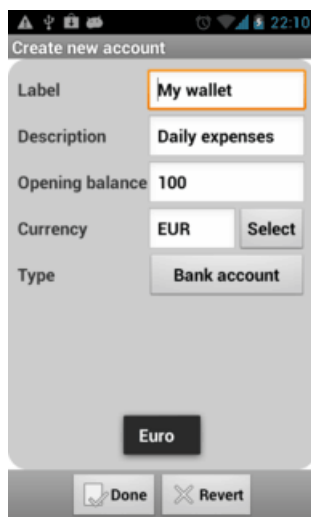 22:10
Create new account
Label My wallet
Description Daily expenses
Opening balance 100
Currency EUR Select
Type Bank account
Euro
Done Revert